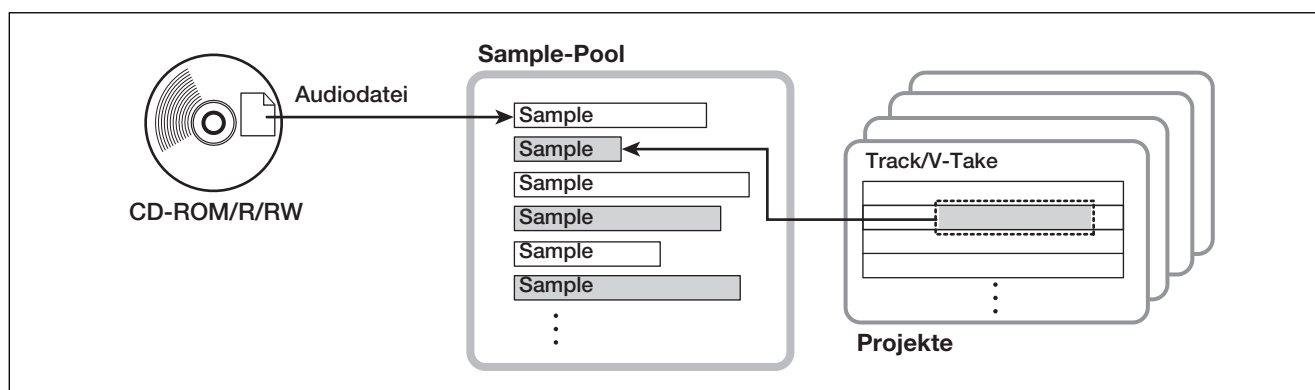 Sample-Pool
Audiodatei
CD-ROM/R/RW
Sample
Sample
Sample
Sample
Sample
Sample
Track/V-Take
Projekte